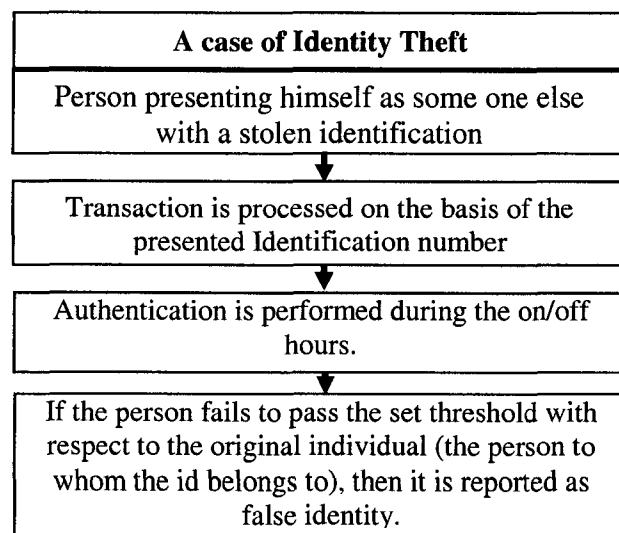 A case of Identity Theft
Person presenting himself as some one else
with a stolen identification
Transaction is processed on the basis of the
presented Identification number
Authentication is performed during the on/off
hours.
If the person fails to pass the set threshold with
respect to the original individual (the person to
whom the id belongs to), then it is reported as
false identity.